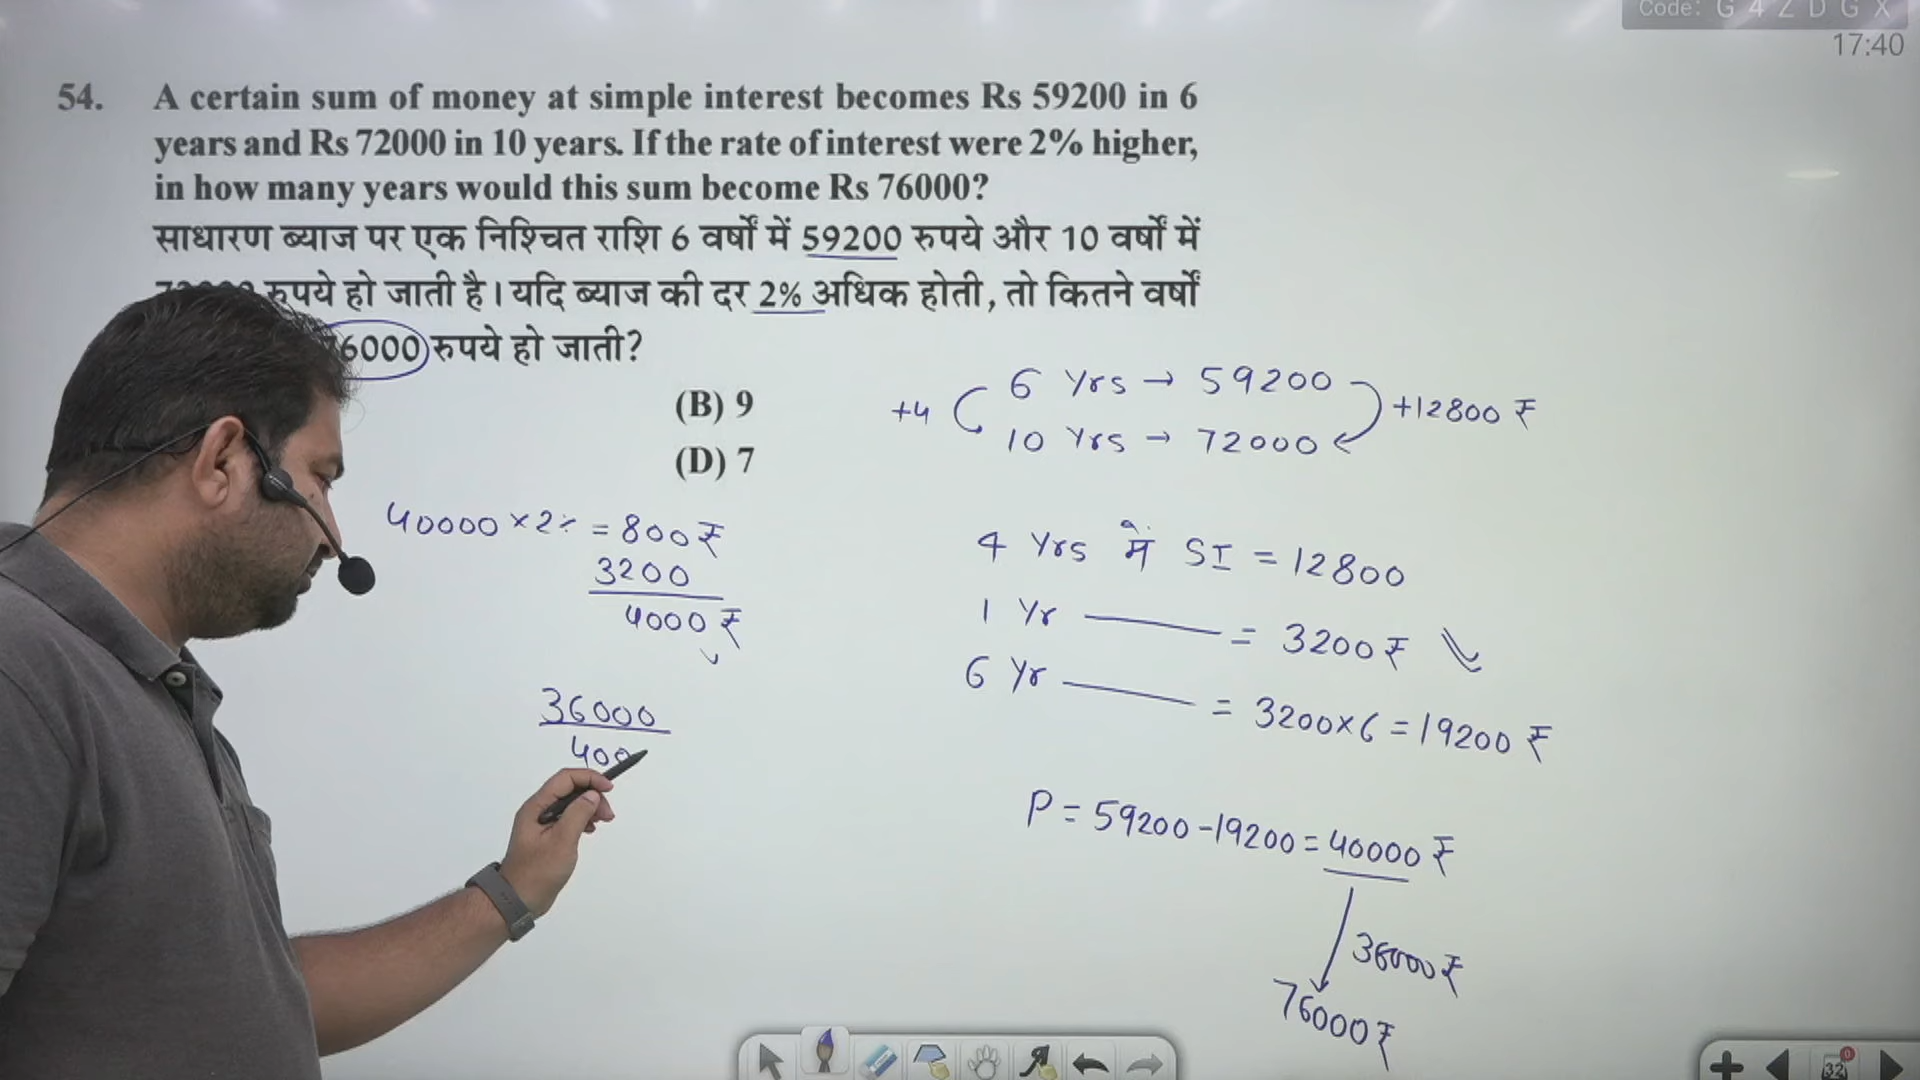 Code: G 4 Z D G X
17:40
54. A certain sum of money at simple interest becomes Rs 59200 in 6
years and Rs 72000 in 10 years. If the rate of interest were 2% higher,
in how many years would this sum become Rs 76000?
साधारण ब्याज पर एक निश्चित राशि 6 वर्षों में 59200 रुपये और 10 वर्षों में
रुपये हो जाती है। यदि ब्याज की दर 2% अधिक होती, तो कितने वर्षों
76000 रुपये हो जाती?
(B) 9
(D) 7
40000 × 2% = 800 ₹
3200
4000 ₹
36000
400
6 Yrs → 59200
+4 +12800 ₹
10 Yrs → 72000
4 Yrs में SI = 12800
1 Yr = 3200 ₹
6 Yr = 3200×6 = 19200 ₹
P = 59200 - 19200 = 40000 ₹
36000 ₹
76000 ₹
32
0